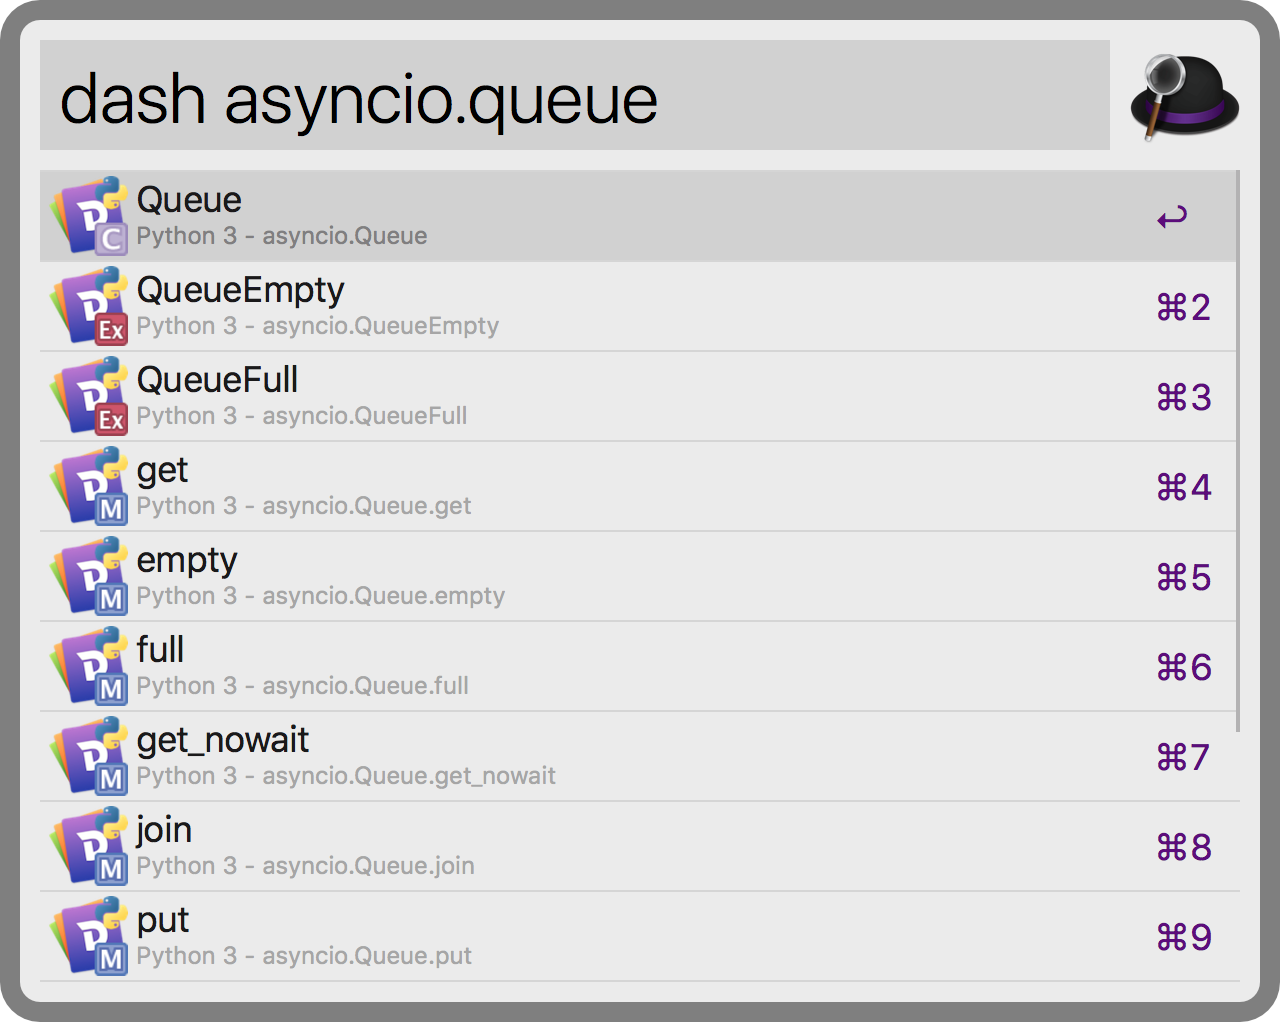 dash asyncio.queue
Queue
Python 3 - asyncio.Queue
C
↩
QueueEmpty
Python 3 - asyncio.QueueEmpty
Ex
⌘2
QueueFull
Python 3 - asyncio.QueueFull
Ex
⌘3
get
Python 3 - asyncio.Queue.get
M
⌘4
empty
Python 3 - asyncio.Queue.empty
M
⌘5
full
Python 3 - asyncio.Queue.full
M
⌘6
get_nowait
Python 3 - asyncio.Queue.get_nowait
M
⌘7
join
Python 3 - asyncio.Queue.join
M
⌘8
put
Python 3 - asyncio.Queue.put
M
⌘9